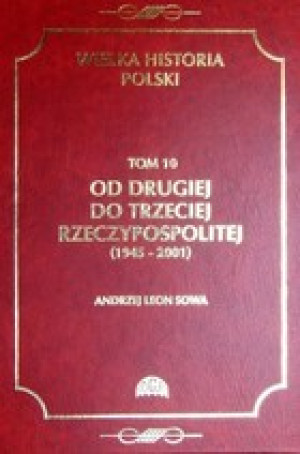 WIELKA HISTORIA
POLSKI
TOM 10
OD DRUGIEJ
DO TRZECIEJ
RZECZYPOSPOLITEJ
(1945 - 2001)
ANDRZEJ LEON SOWA